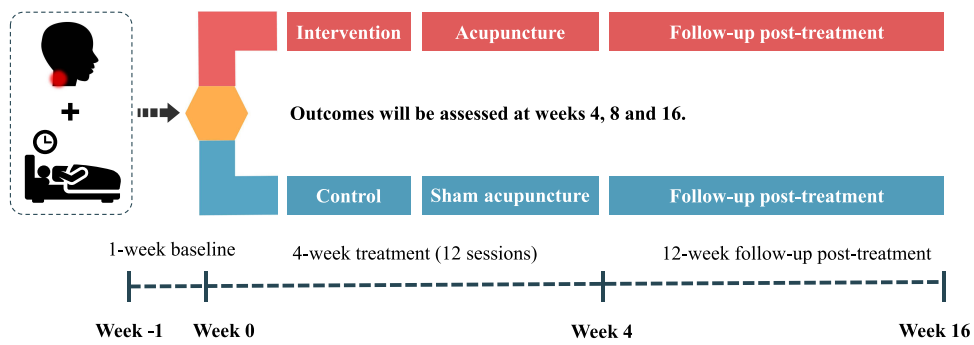 Intervention Acupuncture Follow-up post-treatment
Outcomes will be assessed at weeks 4, 8 and 16.
Control Sham acupuncture Follow-up post-treatment
1-week baseline 4-week treatment (12 sessions) 12-week follow-up post-treatment
Week -1 Week 0 Week 4 Week 16